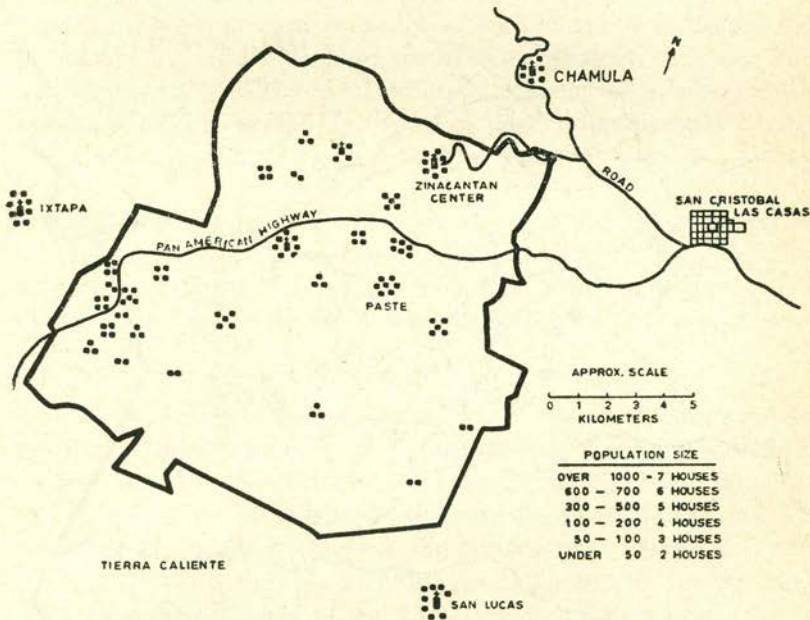 N
CHAMULA
ROAD
ZINACANTAN
CENTER
SAN CRISTOBAL
LAS CASAS
IXTAPA
PAN AMERICAN HIGHWAY
PASTE
APPROX. SCALE
0 1 2 3 4 5
KILOMETERS
POPULATION SIZE
OVER 1000 - 7 HOUSES
600 - 700 6 HOUSES
300 - 500 5 HOUSES
100 - 200 4 HOUSES
50 - 100 3 HOUSES
UNDER 50 2 HOUSES
TIERRA CALIENTE
SAN LUCAS